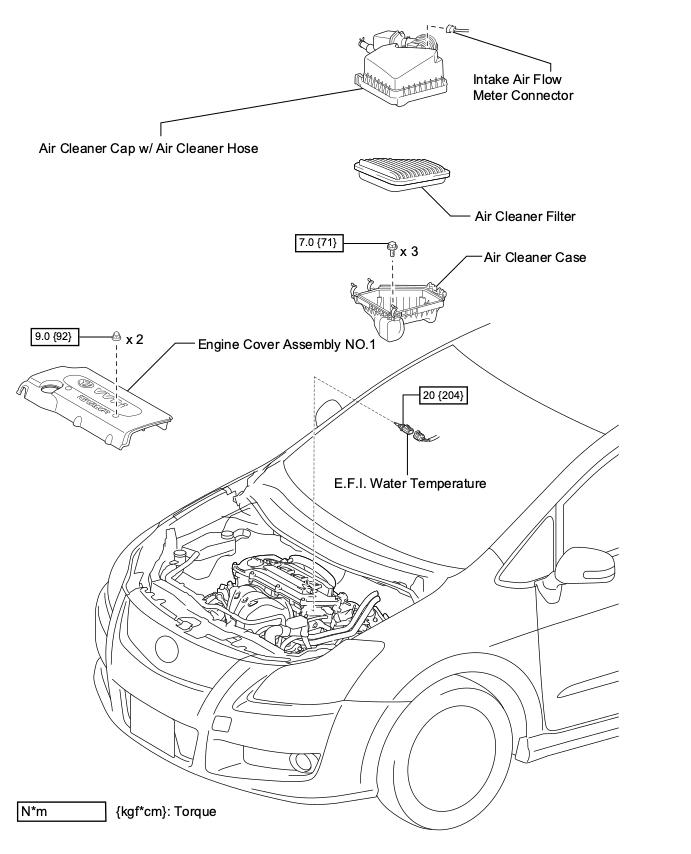 Intake Air Flow
Meter Connector
Air Cleaner Cap w/ Air Cleaner Hose
Air Cleaner Filter
7.0 {71}
x 3
Air Cleaner Case
9.0 {92}
x 2
Engine Cover Assembly NO.1
20 {204}
E.F.I. Water Temperature
N*m
{kgf*cm}: Torque